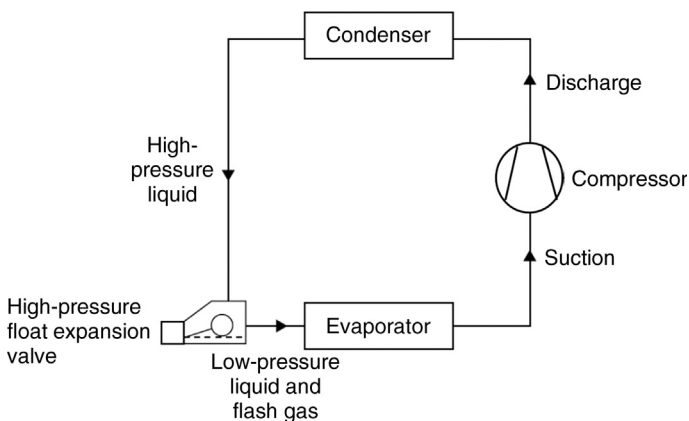 Condenser
Discharge
High-
pressure
liquid
Compressor
Suction
High-pressure
float expansion
valve
Evaporator
Low-pressure
liquid and
flash gas